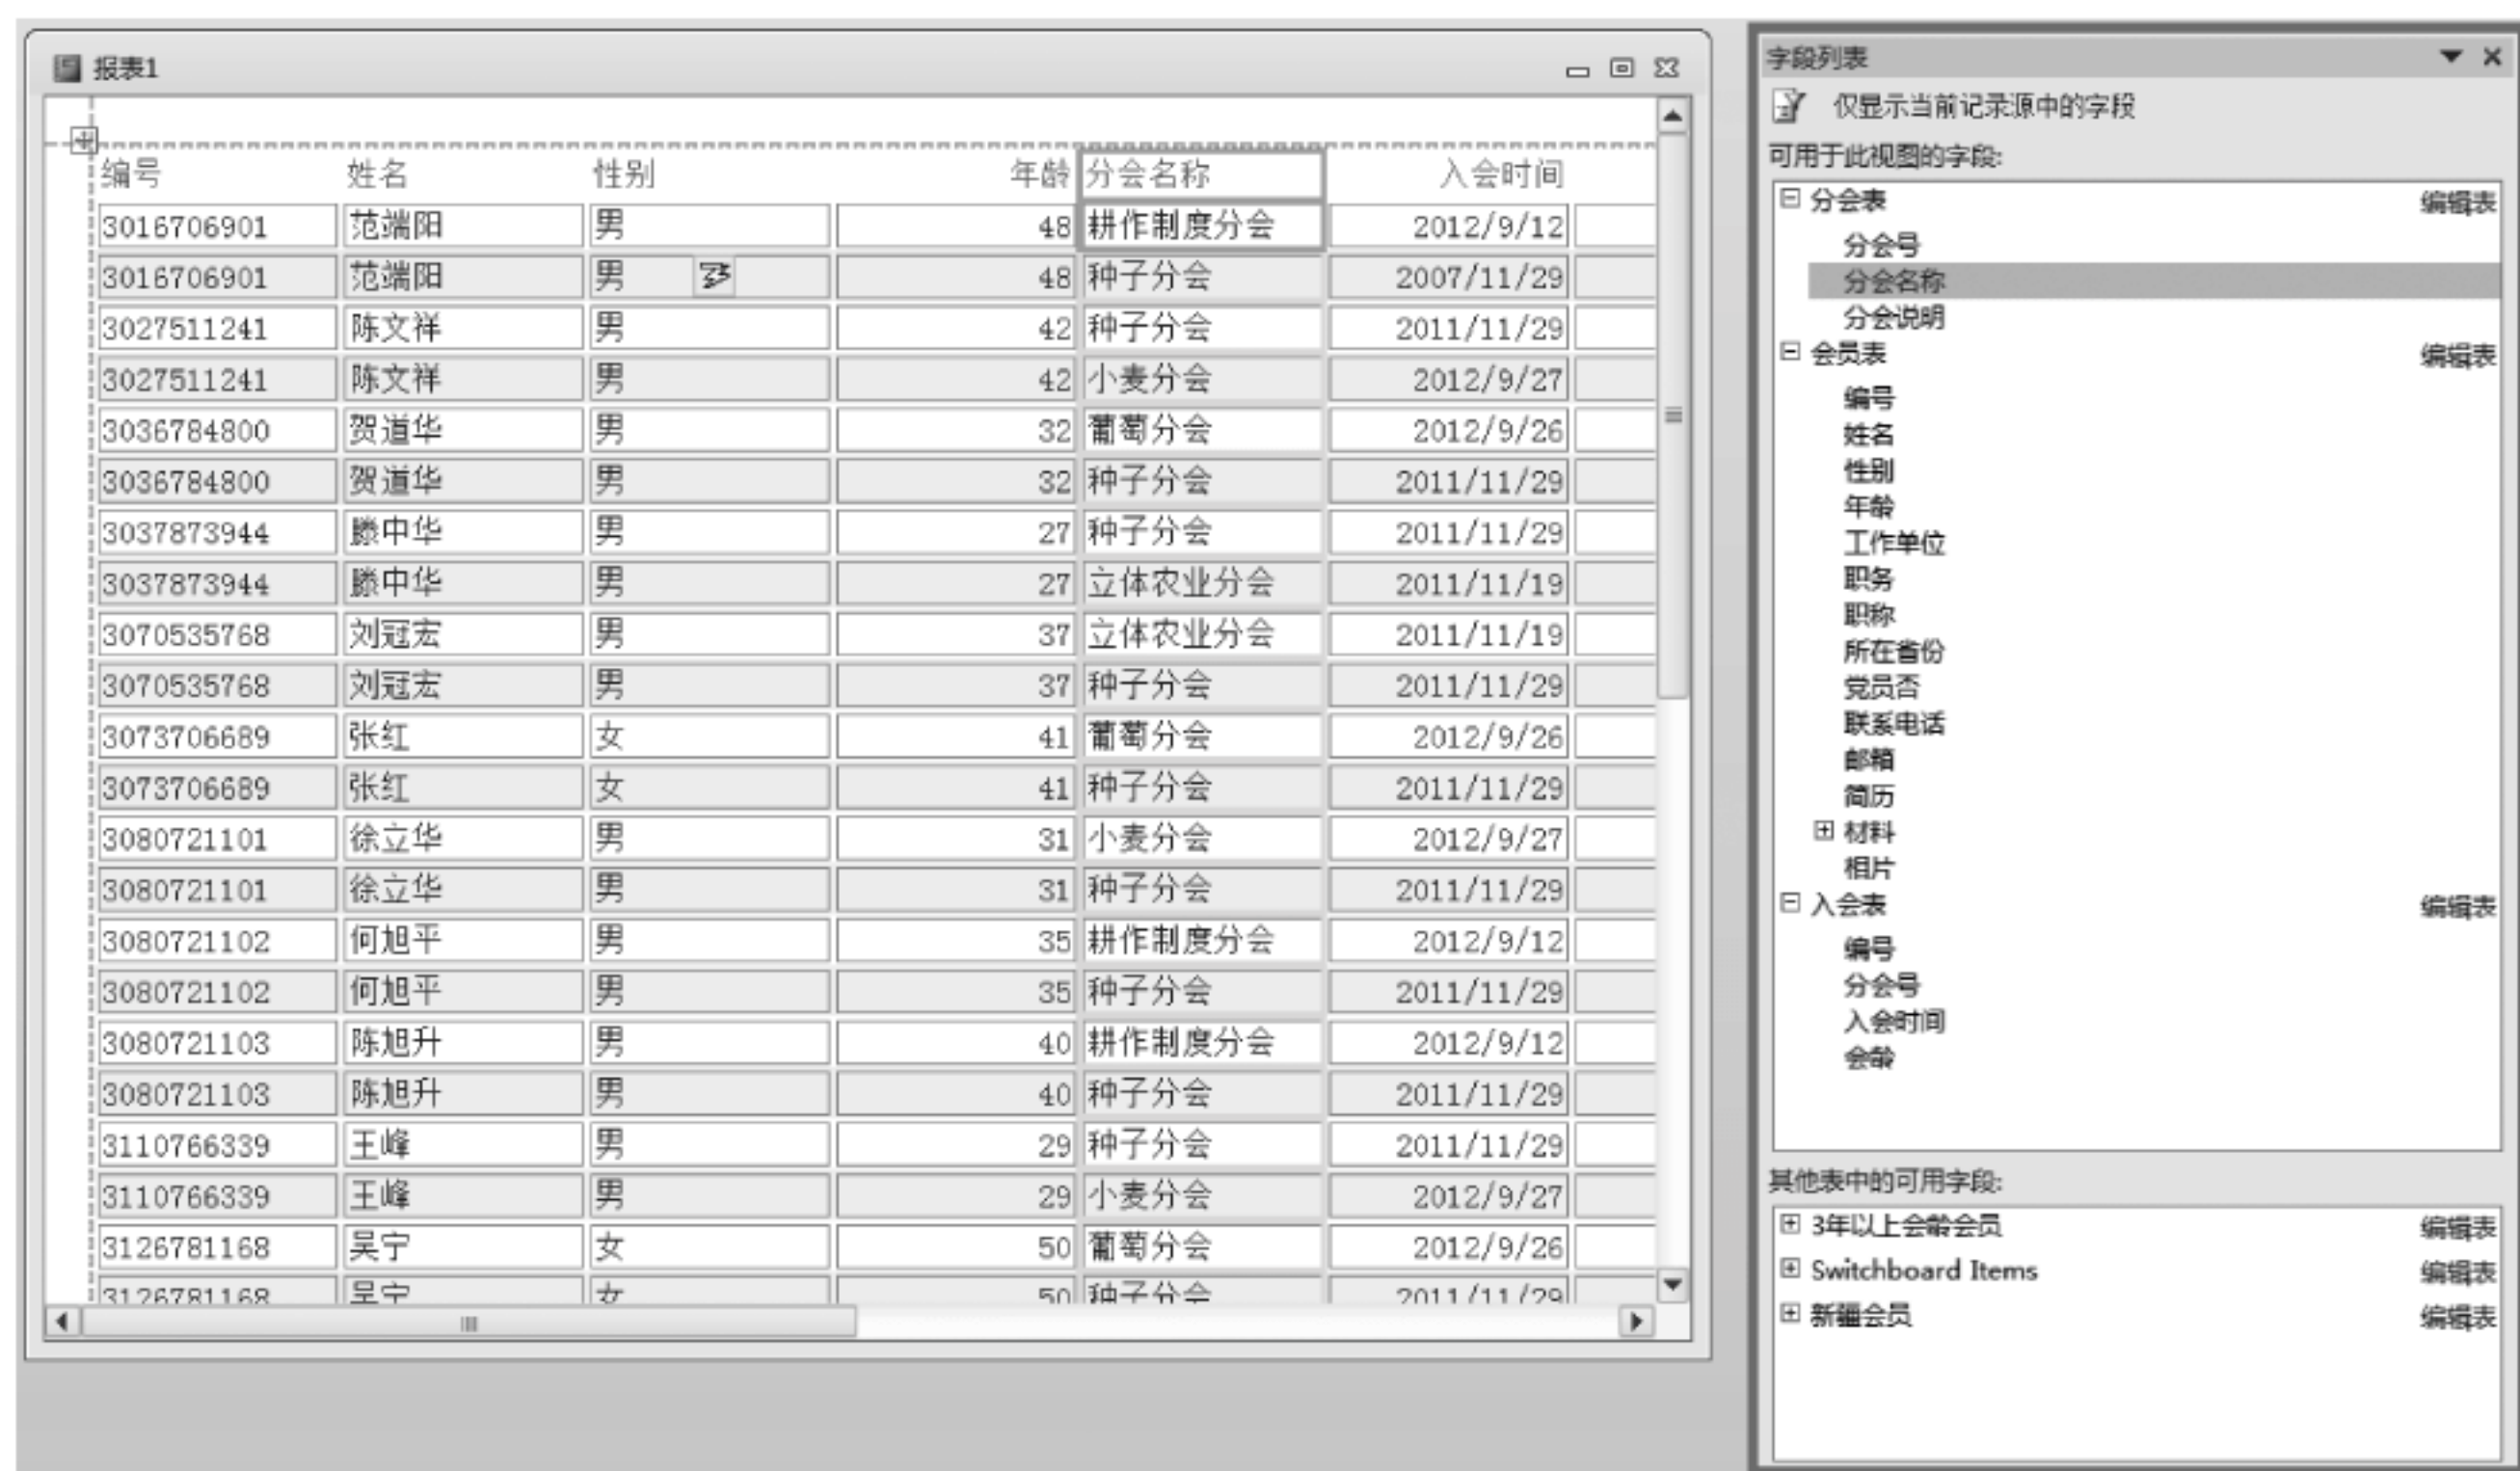 报表1
编号 姓名 性别 年龄 分会名称 入会时间
3016706901 范端阳 男 48 耕作制度分会 2012/9/12
3016706901 范端阳 男 48 种子分会 2007/11/29
3027511241 陈文祥 男 42 种子分会 2011/11/29
3027511241 陈文祥 男 42 小麦分会 2012/9/27
3036784800 贺道华 男 32 葡萄分会 2012/9/26
3036784800 贺道华 男 32 种子分会 2011/11/29
3037873944 滕中华 男 27 种子分会 2011/11/29
3037873944 滕中华 男 27 立体农业分会 2011/11/19
3070535768 刘冠宏 男 37 立体农业分会 2011/11/19
3070535768 刘冠宏 男 37 种子分会 2011/11/29
3073706689 张红 女 41 葡萄分会 2012/9/26
3073706689 张红 女 41 种子分会 2011/11/29
3080721101 徐立华 男 31 小麦分会 2012/9/27
3080721101 徐立华 男 31 种子分会 2011/11/29
3080721102 何旭平 男 35 耕作制度分会 2012/9/12
3080721102 何旭平 男 35 种子分会 2011/11/29
3080721103 陈旭升 男 40 耕作制度分会 2012/9/12
3080721103 陈旭升 男 40 种子分会 2011/11/29
3110766339 王峰 男 29 种子分会 2011/11/29
3110766339 王峰 男 29 小麦分会 2012/9/27
3126781168 吴宁 女 50 葡萄分会 2012/9/26
3126781168 吴宁 女 50 种子分会 2011/11/29
字段列表
仅显示当前记录源中的字段
可用于此视图的字段:
分会表 编辑表
分会号
分会名称
分会说明
会员表 编辑表
编号
姓名
性别
年龄
工作单位
职务
职称
所在省份
党员否
联系电话
邮箱
简历
材料
相片
入会表 编辑表
编号
分会号
入会时间
会龄
其他表中的可用字段:
3年以上会龄会员 编辑表
Switchboard Items 编辑表
新疆会员 编辑表